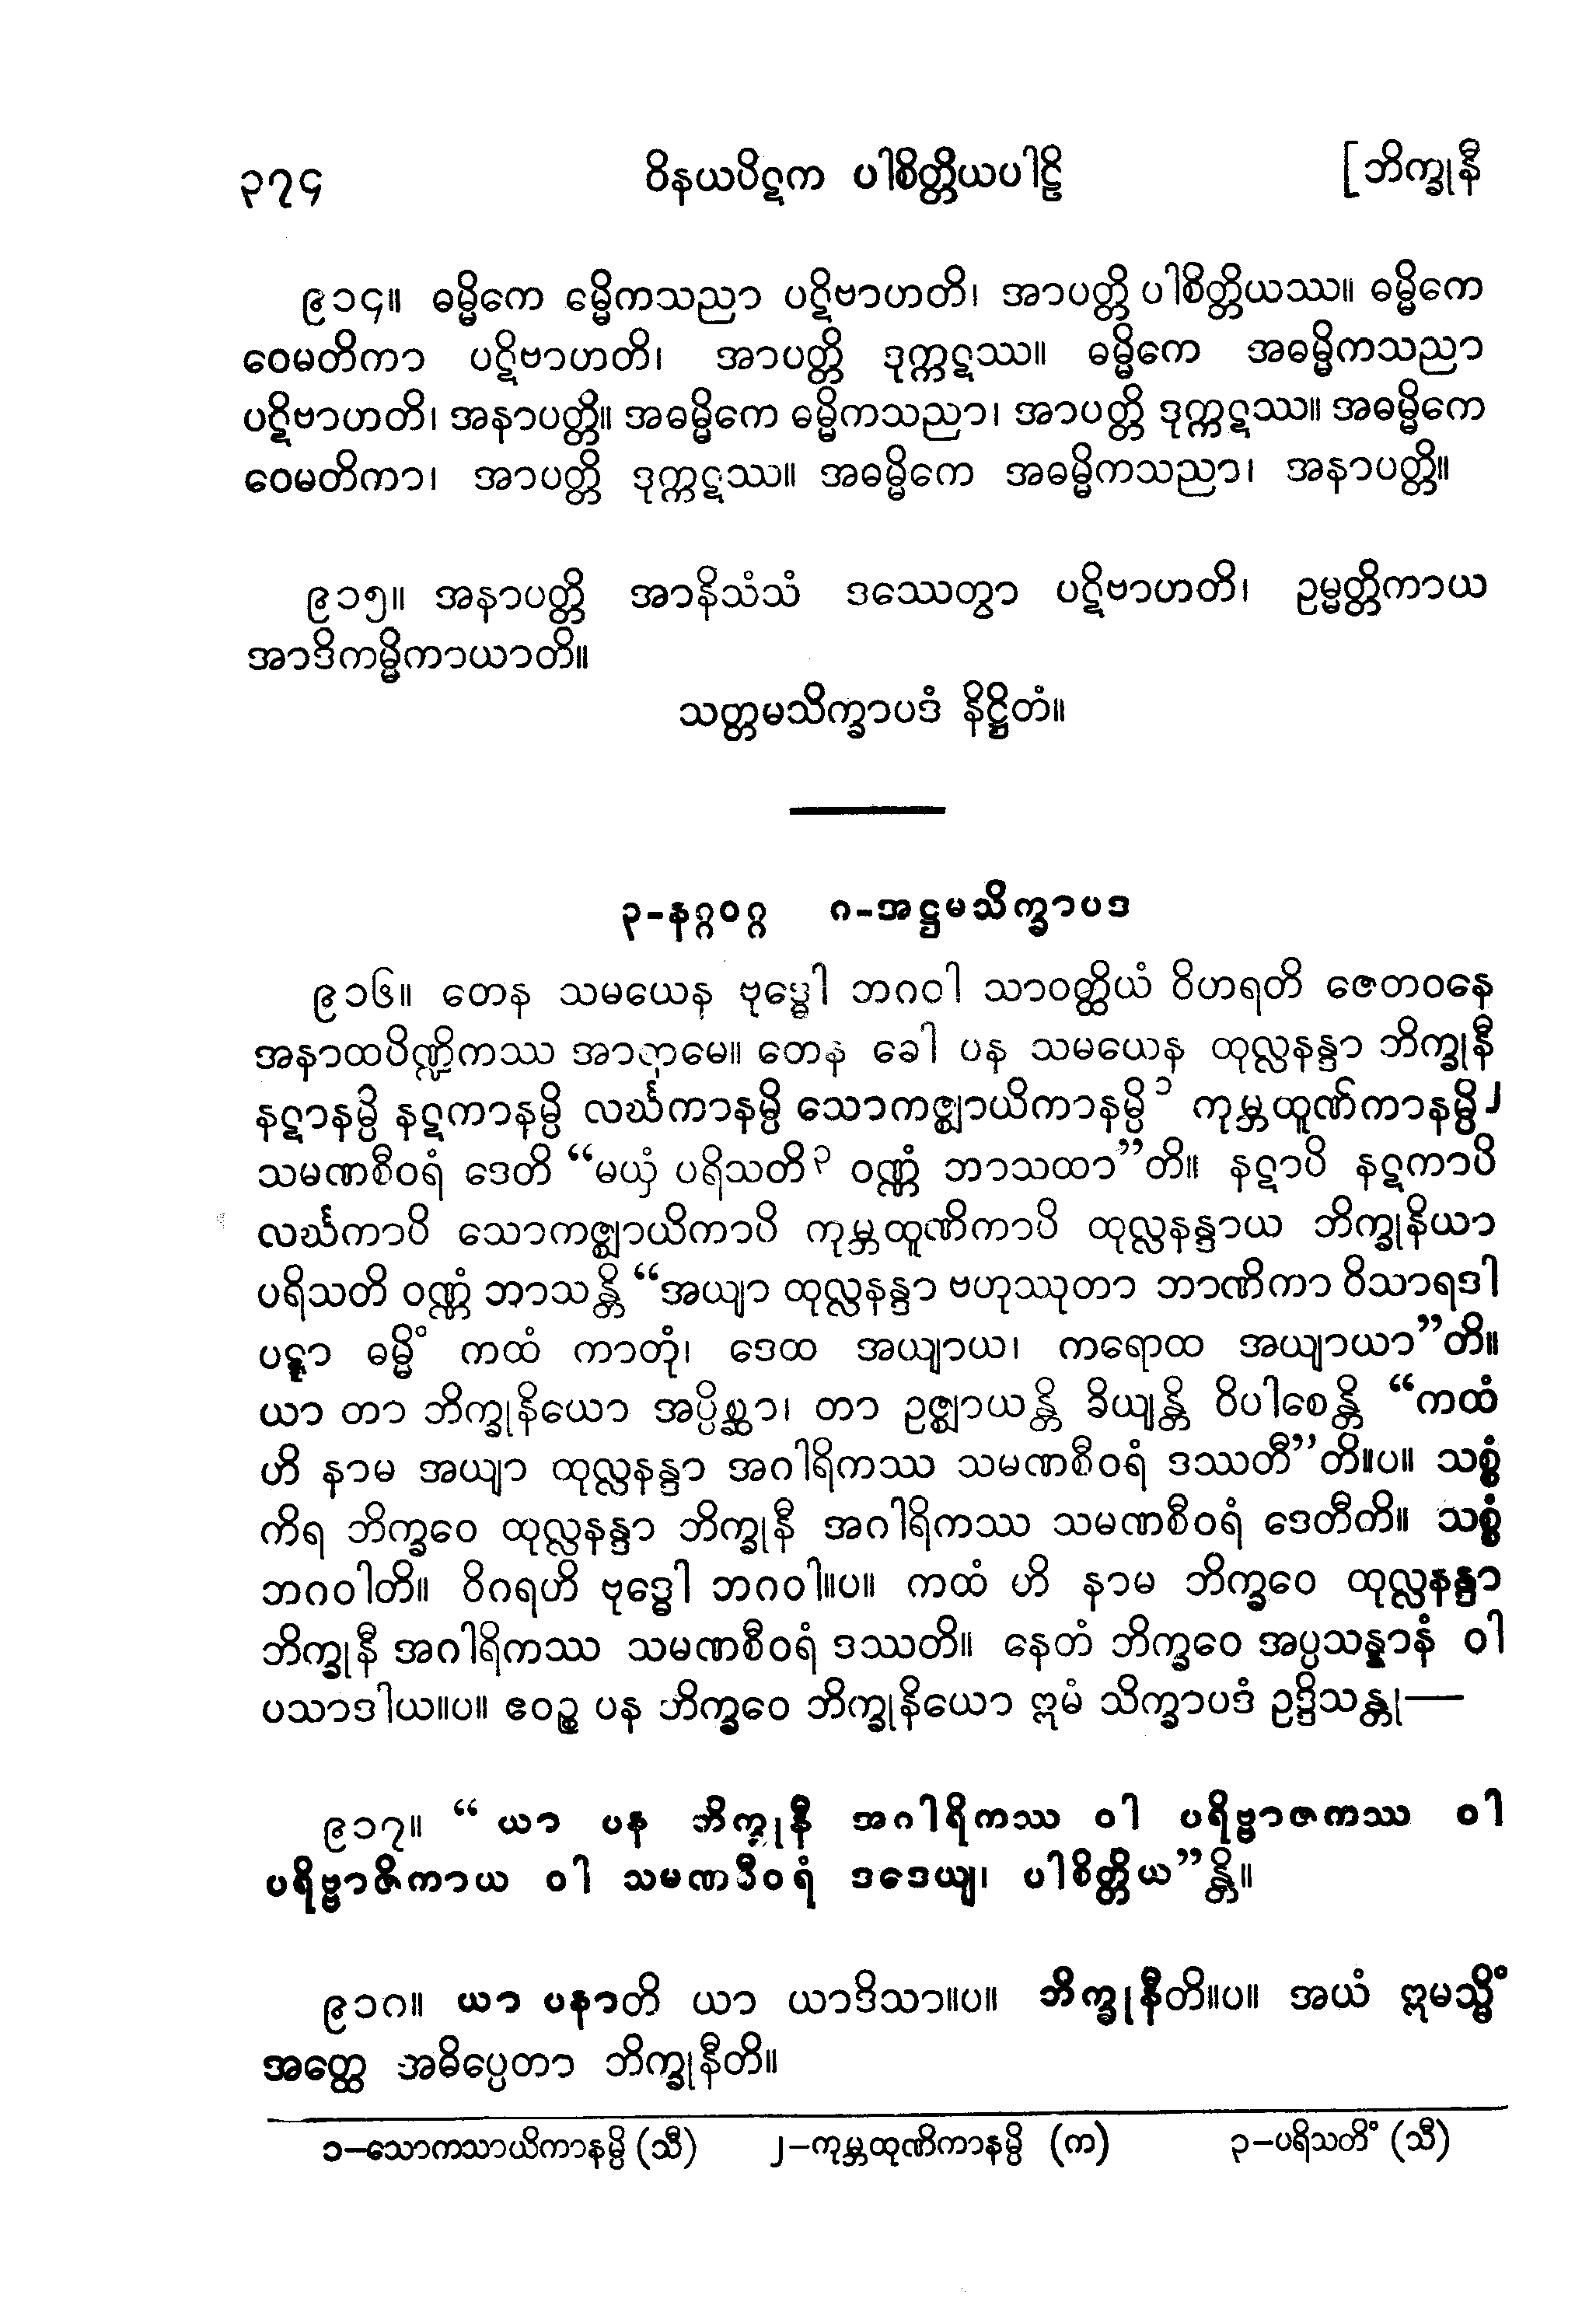 ၃၇၄ ဝိနယပိဋက ပါစိတ္တိယပါဠိ [ဘိက္ခုနီ
၉၁၄။ ဓမ္မိကေ ဓမ္မိကသညာ ပဋိဗာဟတိ၊ အာပတ္တိ ပါစိတ္တိယဿ။ ဓမ္မိကေ
ဝေမတိကာ ပဋိဗာဟတိ၊ အာပတ္တိ ဒုက္ကဋဿ။ ဓမ္မိကေ အဓမ္မိကသညာ
ပဋိဗာဟတိ၊ အနာပတ္တိ။ အဓမ္မိကေ ဓမ္မိကသညာ၊ အာပတ္တိ ဒုက္ကဋဿ။ အဓမ္မိကေ
ဝေမတိကာ၊ အာပတ္တိ ဒုက္ကဋဿ။ အဓမ္မိကေ အဓမ္မိကသညာ၊ အနာပတ္တိ။
၉၁၅။ အနာပတ္တိ အာနိသံသံ ဒဿေတွာ ပဋိဗာဟတိ၊ ဥမ္မတ္တိကာယ
အာဒိကမ္မိကာယာတိ။
သတ္တမသိက္ခာပဒံ နိဋ္ဌိတံ။
၃-နဂ္ဂဝဂ္ဂ ၈-အဋ္ဌမသိက္ခာပဒ
၉၁၆။ တေန သမယေန ဗုဒ္ဓေါ ဘဂဝါ သာဝတ္ထိယံ ဝိဟရတိ ဇေတဝနေ
အနာထပိဏ္ဍိကဿ အာရာမေ။ တေန ခေါ ပန သမယေန ထုလ္လနန္ဒာ ဘိက္ခုနီ
နဋာနမ္ပိ နဋကာနမ္ပိ လင်္ဃကာနမ္ပိ သောကဇ္ဈာယိကာနမ္ပိ၁ ကုမ္ဘထူဏိကာနမ္ပိ၂
သမဏစီဝရံ ဒေတိ “မယှံ ပရိသတိ၃ ဝဏ္ဏံ ဘာသထာ”တိ။ နဋာပိ နဋကာပိ
လင်္ဃကာပိ သောကဇ္ဈာယိကာပိ ကုမ္ဘထူဏိကာပိ ထုလ္လနန္ဒာယ ဘိက္ခုနိယာ
ပရိသတိ ဝဏ္ဏံ ဘာသန္တိ “အယျာ ထုလ္လနန္ဒာ ဗဟုဿုတာ ဘာဏိကာ ဝိသာရဒါ
ပဋ္ဋာ ဓမ္မိံ ကထံ ကာတုံ၊ ဒေထ အယျာယ၊ ကရောထ အယျာယာ”တိ။
ယာ တာ ဘိက္ခုနိယော အပ္ပိစ္ဆာ၊ တာ ဥဇ္ဈာယန္တိ ခိယျန္တိ ဝိပါစေန္တိ “ကထံ
ဟိ နာမ အယျာ ထုလ္လနန္ဒာ အဂါရိကဿ သမဏစီဝရံ ဒဿတီ”တိ။ပ။ သစ္စံ
ကိရ ဘိက္ခဝေ ထုလ္လနန္ဒာ ဘိက္ခုနီ အဂါရိကဿ သမဏစီဝရံ ဒေတီတိ။ သစ္စံ
ဘဂဝါတိ။ ဝိဂရဟိ ဗုဒ္ဓေါ ဘဂဝါ။ပ။ ကထံ ဟိ နာမ ဘိက္ခဝေ ထုလ္လနန္ဒာ
ဘိက္ခုနီ အဂါရိကဿ သမဏစီဝရံ ဒဿတိ။ နေတံ ဘိက္ခဝေ အပ္ပသန္နာနံ ဝါ
ပသာဒါယ။ပ။ ဧဝဉ္စ ပန ဘိက္ခဝေ ဘိက္ခုနိယော ဣမံ သိက္ခာပဒံ ဥဒ္ဒိသန္တု—
၉၁၇။ “ ယာ ပန ဘိက္ခုနီ အဂါရိကဿ ဝါ ပရိဗ္ဗာဇကဿ ဝါ
ပရိဗ္ဗာဇိကာယ ဝါ သမဏစီဝရံ ဒဒေယျ၊ ပါစိတ္တိယ”န္တိ။
၉၁၈။ ယာ ပနာတိ ယာ ယာဒိသာ။ပ။ ဘိက္ခုနီတိ။ပ။ အယံ ဣမသ္မိံ
အတ္ထေ အဓိပ္ပေတာ ဘိက္ခုနီတိ။
၁–သောကသာယိကာနမ္ပိ (သီ) ၂–ကုမ္ဘထုဏိကာနမ္ပိ (က) ၃–ပရိသတိံ (သီ)